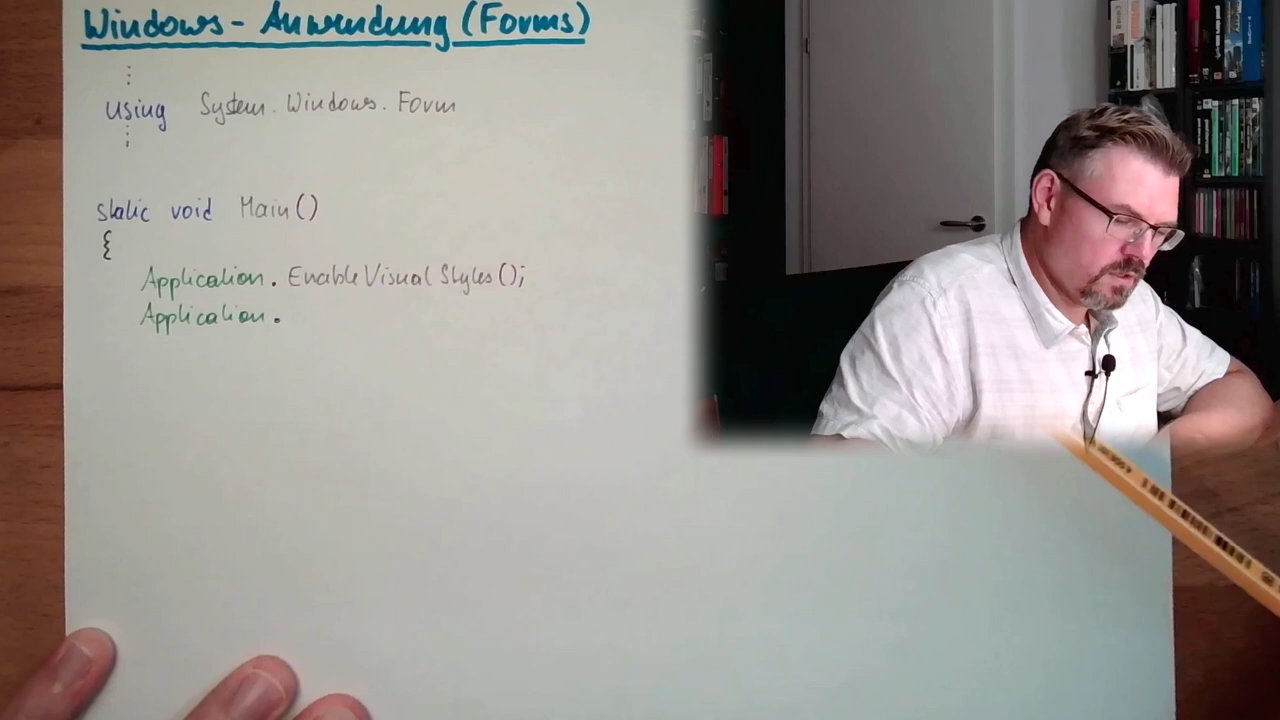 Windows - Anwendung (Forms)
⋮
using System.Windows.Form
⋮
static void Main()
{
Application.EnableVisualStyles();
Application.